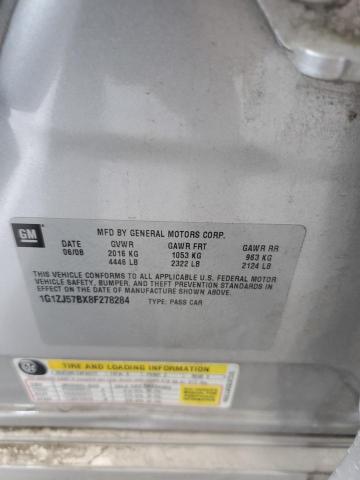 GM
MFD BY GENERAL MOTORS CORP.
DATE GVWR GAWR FRT GAWR RR
06/08 2016 KG 1053 KG 963 KG
4446 LB 2322 LB 2124 LB
THIS VEHICLE CONFORMS TO ALL APPLICABLE U.S. FEDERAL MOTOR
VEHICLE SAFETY, BUMPER, AND THEFT PREVENTION STANDARDS
IN EFFECT ON THE DATE OF MANUFACTURE SHOWN ABOVE.
1G1ZJ57BX8F278284 TYPE: PASS CAR
TIRE AND LOADING INFORMATION